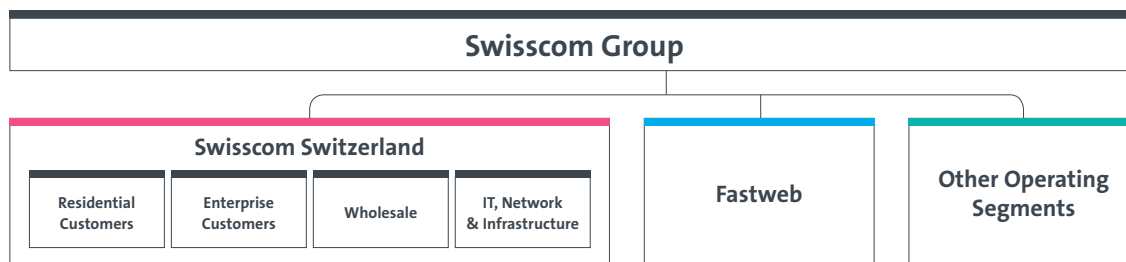 Swisscom Group
Swisscom Switzerland
Residential
Customers
Enterprise
Customers
Wholesale
IT, Network
& Infrastructure
Fastweb
Other Operating
Segments